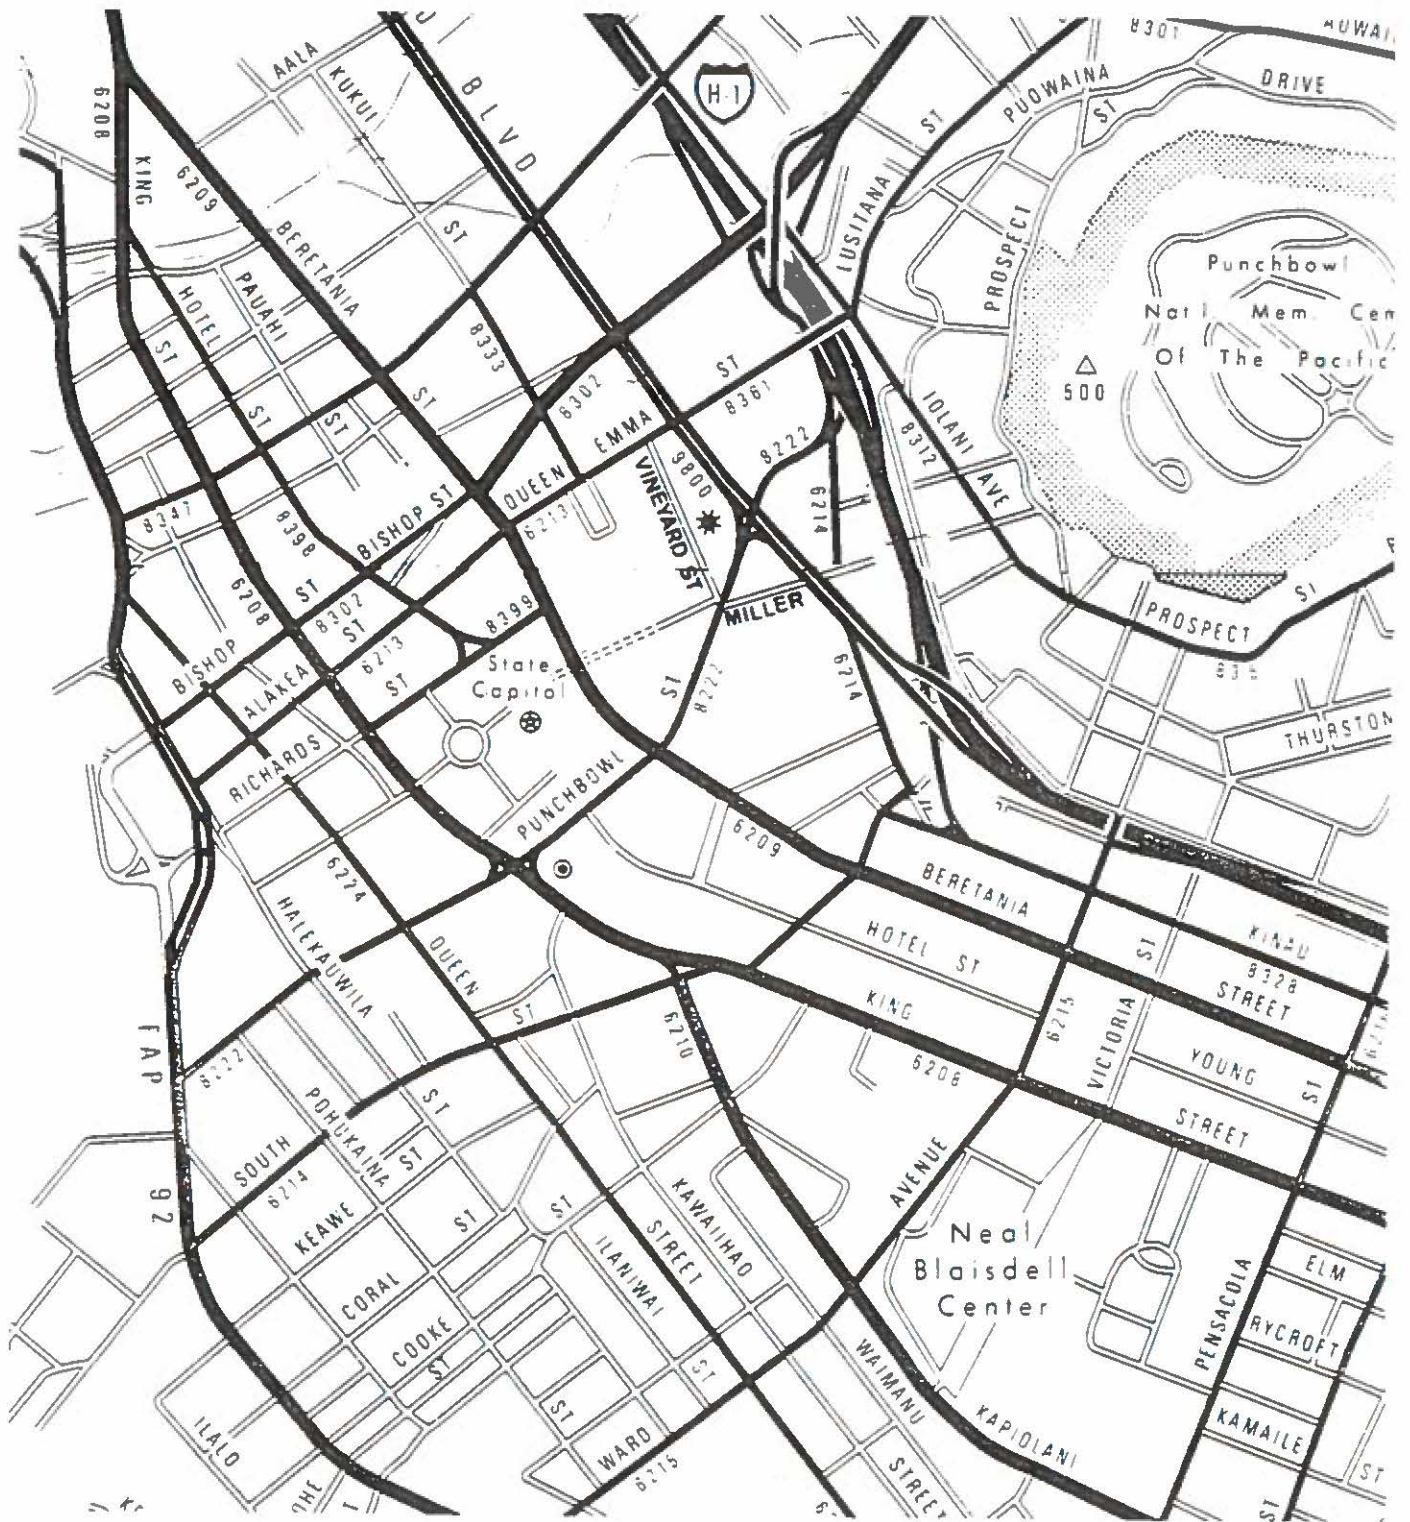 8301
AUWAI
AALA
KUKUI
BLVD
H-1
PUOWAINA
DRIVE
ST
ST
6208
KING
6209
BERETANIA
ST
LUSITANA
PROSPECT
Punchbowl
Nat'l Mem. Cem
Of The Pacific
500
HOTEL
PAUAHI
ST
8333
ST
8361
ST
ST
ST
6302
EMMA
IOLANI AVE
8312
8222
9800
QUEEN
6213
VINEYARD ST
6214
BISHOP ST
8347
8398
6208
ST
8302
ST
8399
MILLER
PROSPECT
ST
BISHOP
ALAKEA
6213
ST
State
Capitol
ST
8222
6214
THURSTON
RICHARDS
PUNCHBOWL
6209
6224
BERETANIA
HALEKAUWILA
QUEEN
HOTEL ST
ST
KINAU
8328
STREET
KING
ST
6210
6215
VICTORIA
FAP
8222
6206
YOUNG
ST
POHUKAINA
ST
STREET
SOUTH
6214
ST
AVENUE
92
KEAWE
ST
ST
KAWAIIHAO
STREET
Neal
Blaisdell
Center
ILANIWAI
CORAL
COOKE
ST
PENSACOLA
ELM
RYCROFT
WAIMANU
ST
ST
KAPIOLANI
KAMAILE
ILALO
WARD
6215
STREET
ST
ST